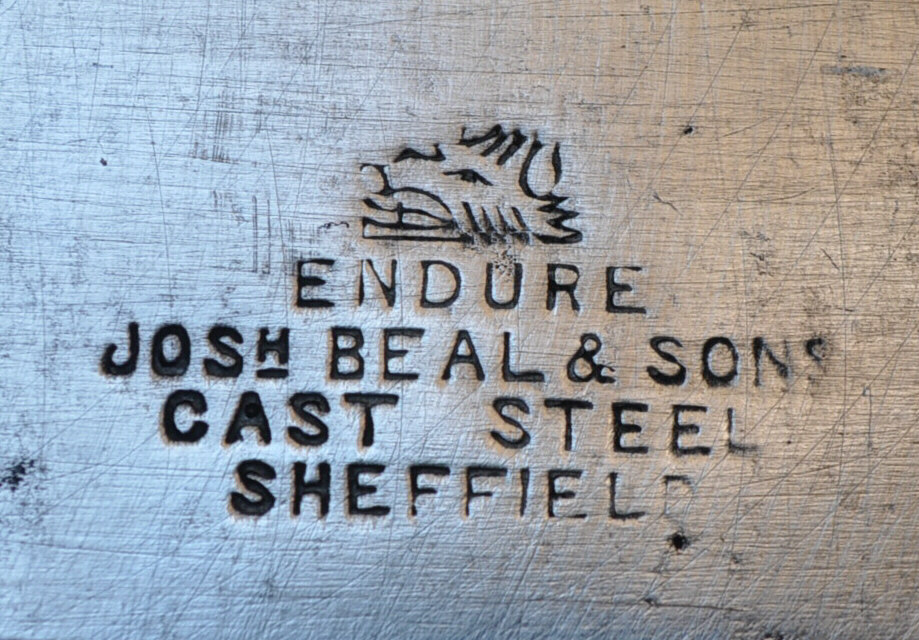 ENDURE
JOSH BEAL & SONS
CAST STEEL
SHEFFIELD